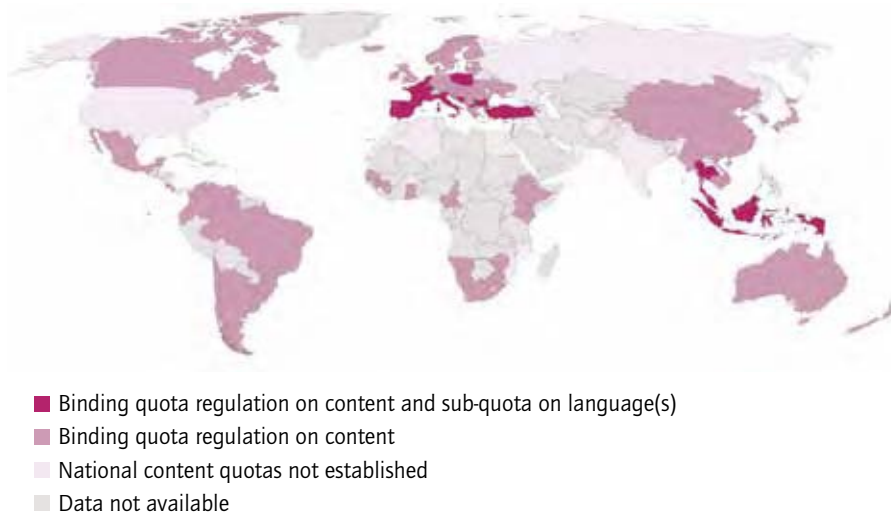 Binding quota regulation on content and sub-quota on language(s)
Binding quota regulation on content
National content quotas not established
Data not available